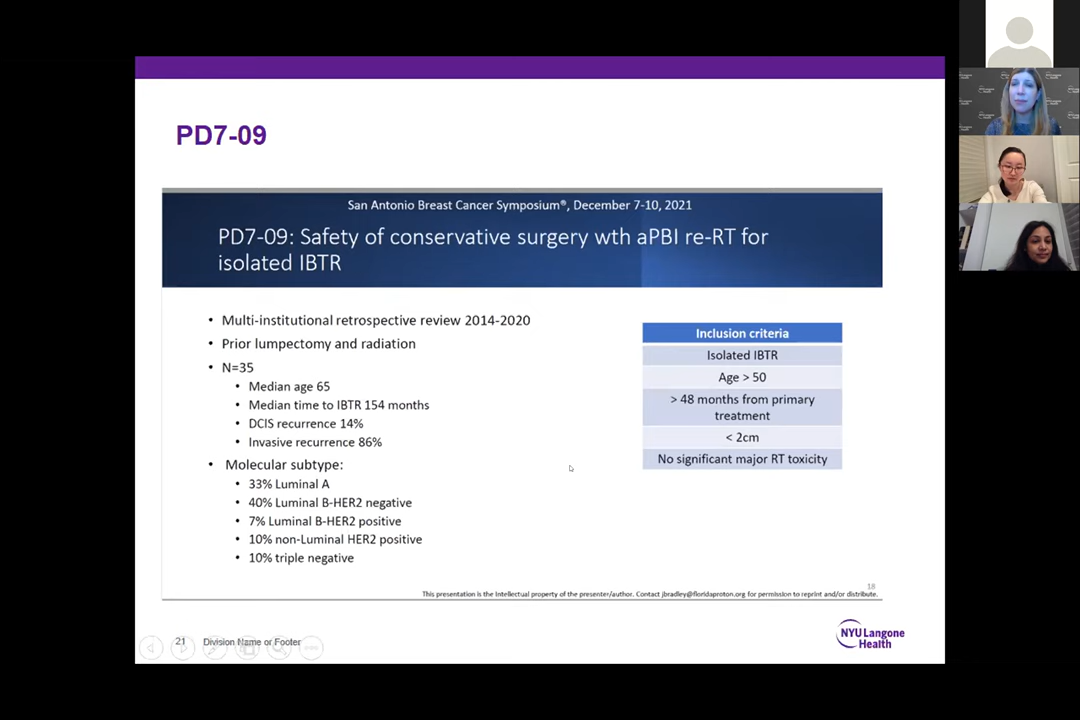 PD7-09
San Antonio Breast Cancer Symposium®, December 7-10, 2021
PD7-09: Safety of conservative surgery wth aPBI re-RT for
isolated IBTR
• Multi-institutional retrospective review 2014-2020
• Prior lumpectomy and radiation
• N=35
• Median age 65
• Median time to IBTR 154 months
• DCIS recurrence 14%
• Invasive recurrence 86%
• Molecular subtype:
• 33% Luminal A
• 40% Luminal B-HER2 negative
• 7% Luminal B-HER2 positive
• 10% non-Luminal HER2 positive
• 10% triple negative
Inclusion criteria
Isolated IBTR
Age > 50
> 48 months from primary
treatment
< 2cm
No significant major RT toxicity
18
This presentation is the intellectual property of the presenter/author. Contact jbradley@floridaproton.org for permission to reprint and/or distribute.
21 Division Name or Footer
NYU Langone
Health